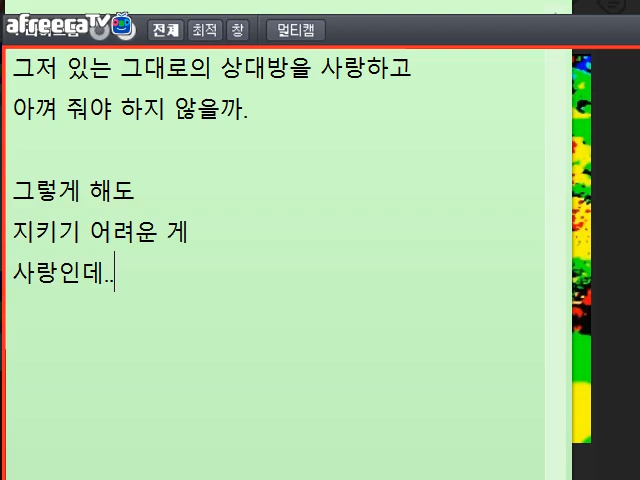 afreecaTV
전체 최적 창 멀티캠
그저 있는 그대로의 상대방을 사랑하고
아껴 줘야 하지 않을까.
그렇게 해도
지키기 어려운 게
사랑인데..